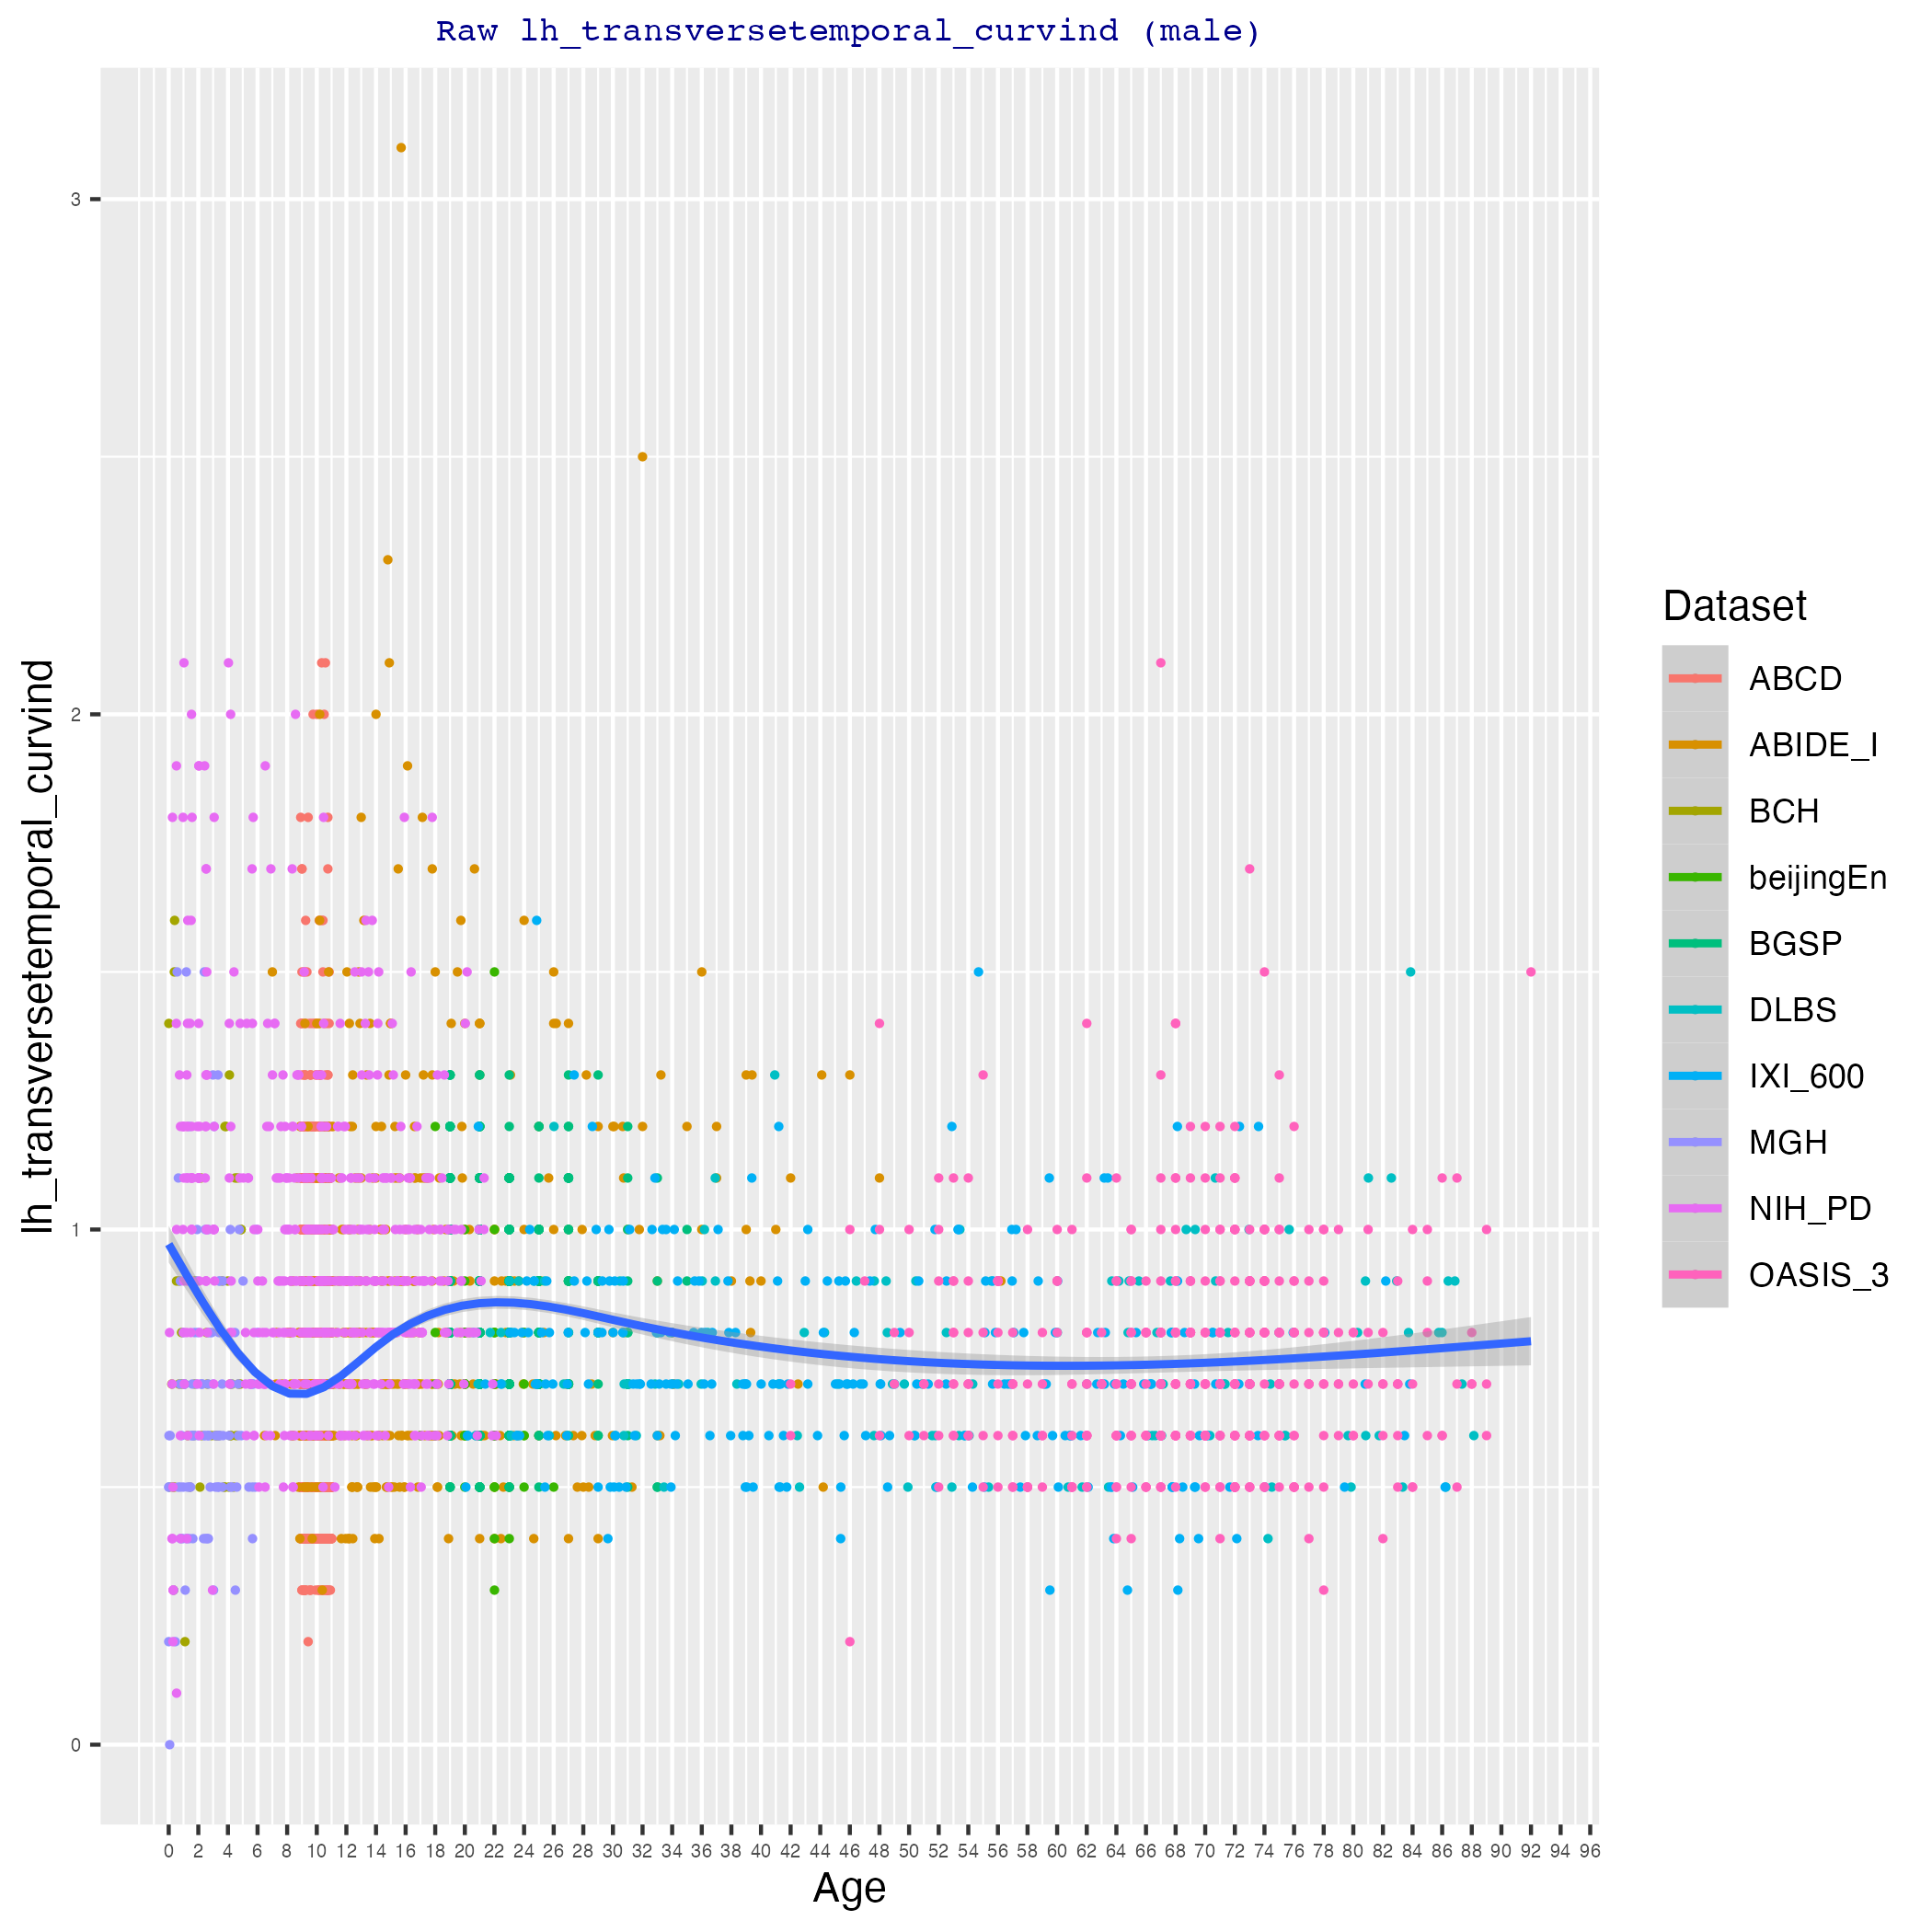 Raw lh_transversetemporal_curvind (male)
lh_transversetemporal_curvind
3
2
1
0
0 2 4 6 8 10 12 14 16 18 20 22 24 26 28 30 32 34 36 38 40 42 44 46 48 50 52 54 56 58 60 62 64 66 68 70 72 74 76 78 80 82 84 86 88 90 92 94 96
Age
Dataset
ABCD
ABIDE_I
BCH
beijingEn
BGSP
DLBS
IXI_600
MGH
NIH_PD
OASIS_3